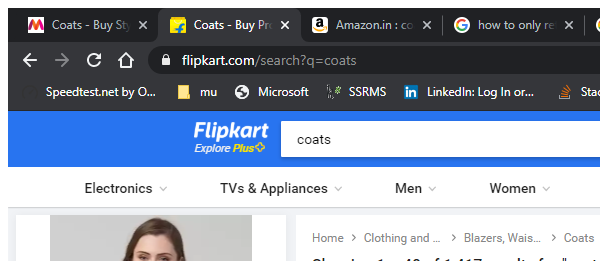 Coats - Buy Sty Coats - Buy Pr Amazon.in : co how to only re
flipkart.com/search?q=coats
Speedtest.net by O... mu Microsoft SSRMS LinkedIn: Log In or... Stac
Flipkart
Explore Plus
coats
Electronics TVs & Appliances Men Women
Home > Clothing and ... > Blazers, Wais... > Coats